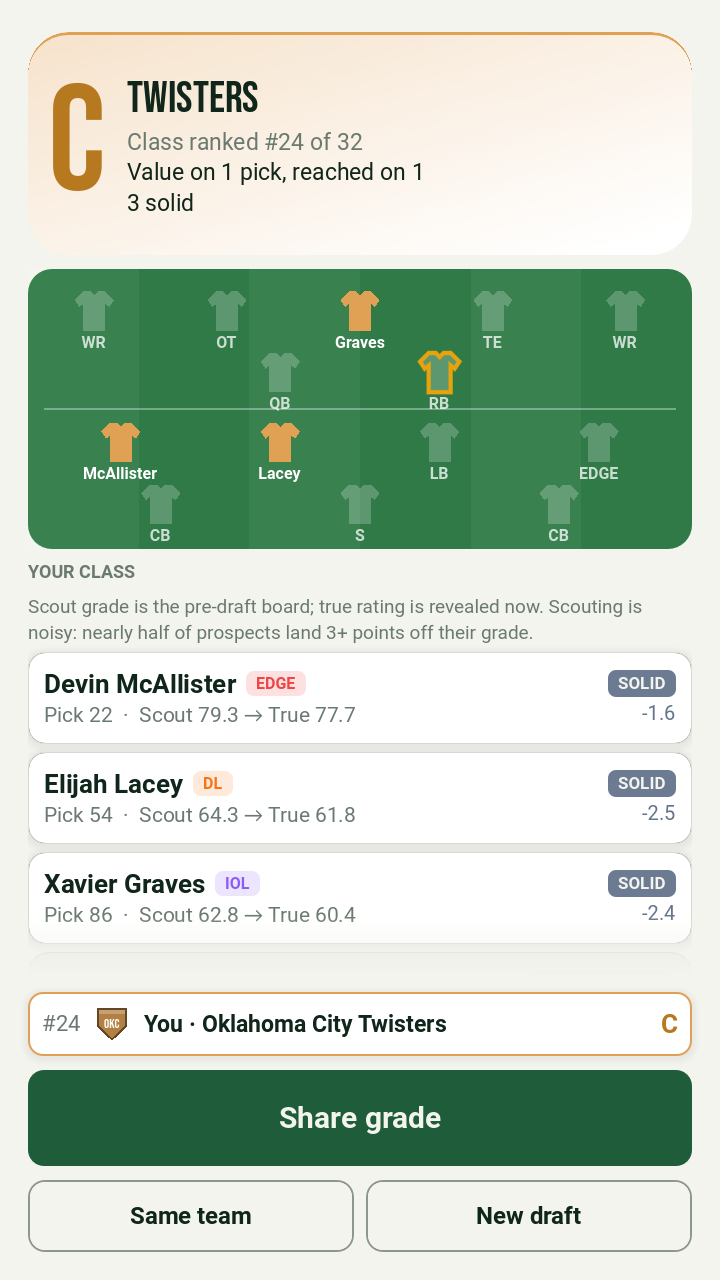 C
TWISTERS
Class ranked #24 of 32
Value on 1 pick, reached on 1
3 solid
WR
OT
Graves
TE
WR
QB
RB
McAllister
Lacey
LB
EDGE
CB
S
CB
YOUR CLASS
Scout grade is the pre-draft board; true rating is revealed now. Scouting is
noisy: nearly half of prospects land 3+ points off their grade.
Devin McAllister EDGE SOLID
Pick 22 · Scout 79.3 → True 77.7 -1.6
Elijah Lacey DL SOLID
Pick 54 · Scout 64.3 → True 61.8 -2.5
Xavier Graves IOL SOLID
Pick 86 · Scout 62.8 → True 60.4 -2.4
#24 OKC You · Oklahoma City Twisters C
Share grade
Same team
New draft